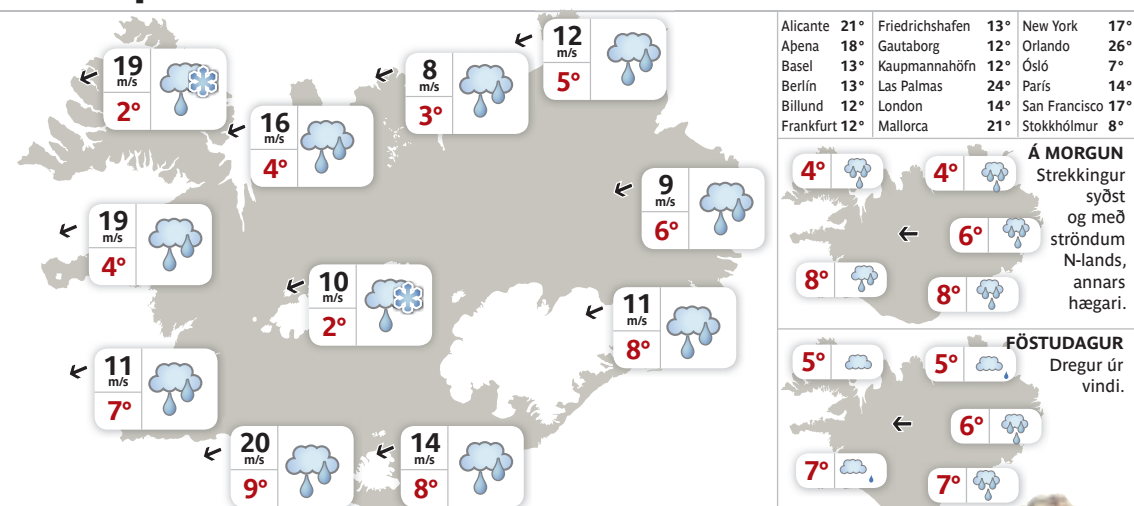 12
m/s
5°
19
m/s
2°
8
m/s
3°
16
m/s
4°
9
m/s
6°
19
m/s
4°
10
m/s
2°
11
m/s
8°
11
m/s
7°
20
m/s
9°
14
m/s
8°
Alicante 21°
Aþena 18°
Basel 13°
Berlín 13°
Billund 12°
Frankfurt 12°
Friedrichshafen 13°
Gautaborg 12°
Kaupmannahöfn 12°
Las Palmas 24°
London 14°
Mallorca 21°
New York 17°
Orlando 26°
Ósló 7°
París 14°
San Francisco 17°
Stokkhólmur 8°
Á MORGUN
Strekkingur
syðst
og með
ströndum
N-lands,
annars
hægari.
4°
4°
6°
8°
8°
FÖSTUDAGUR
Dregur úr
vindi.
5°
5°
6°
7°
7°